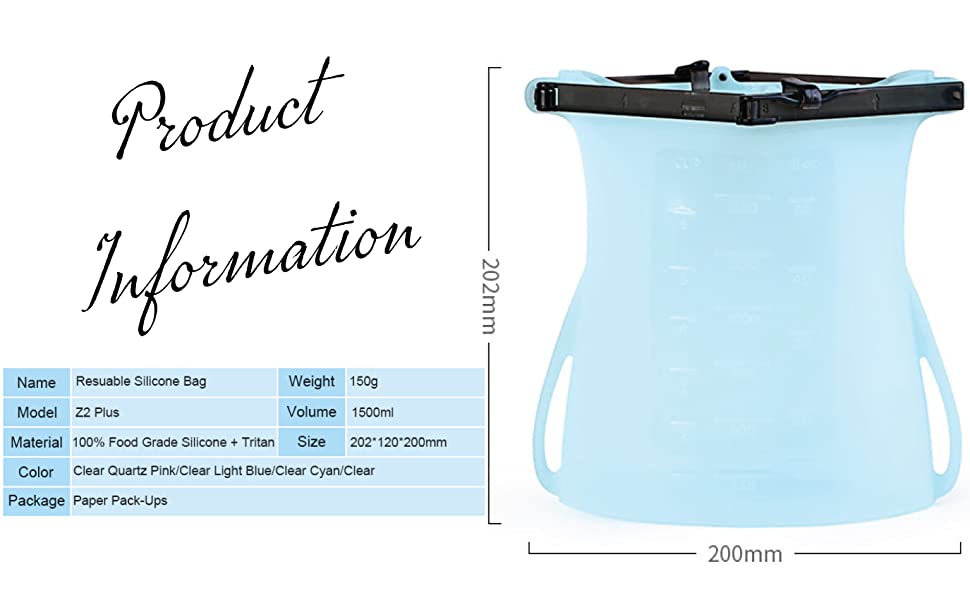 Product
Information
Name Resuable Silicone Bag Weight 150g
Model Z2 Plus Volume 1500ml
Material 100% Food Grade Silicone + Tritan Size 202*120*200mm
Color Clear Quartz Pink/Clear Light Blue/Clear Cyan/Clear
Package Paper Pack-Ups
202mm
200mm